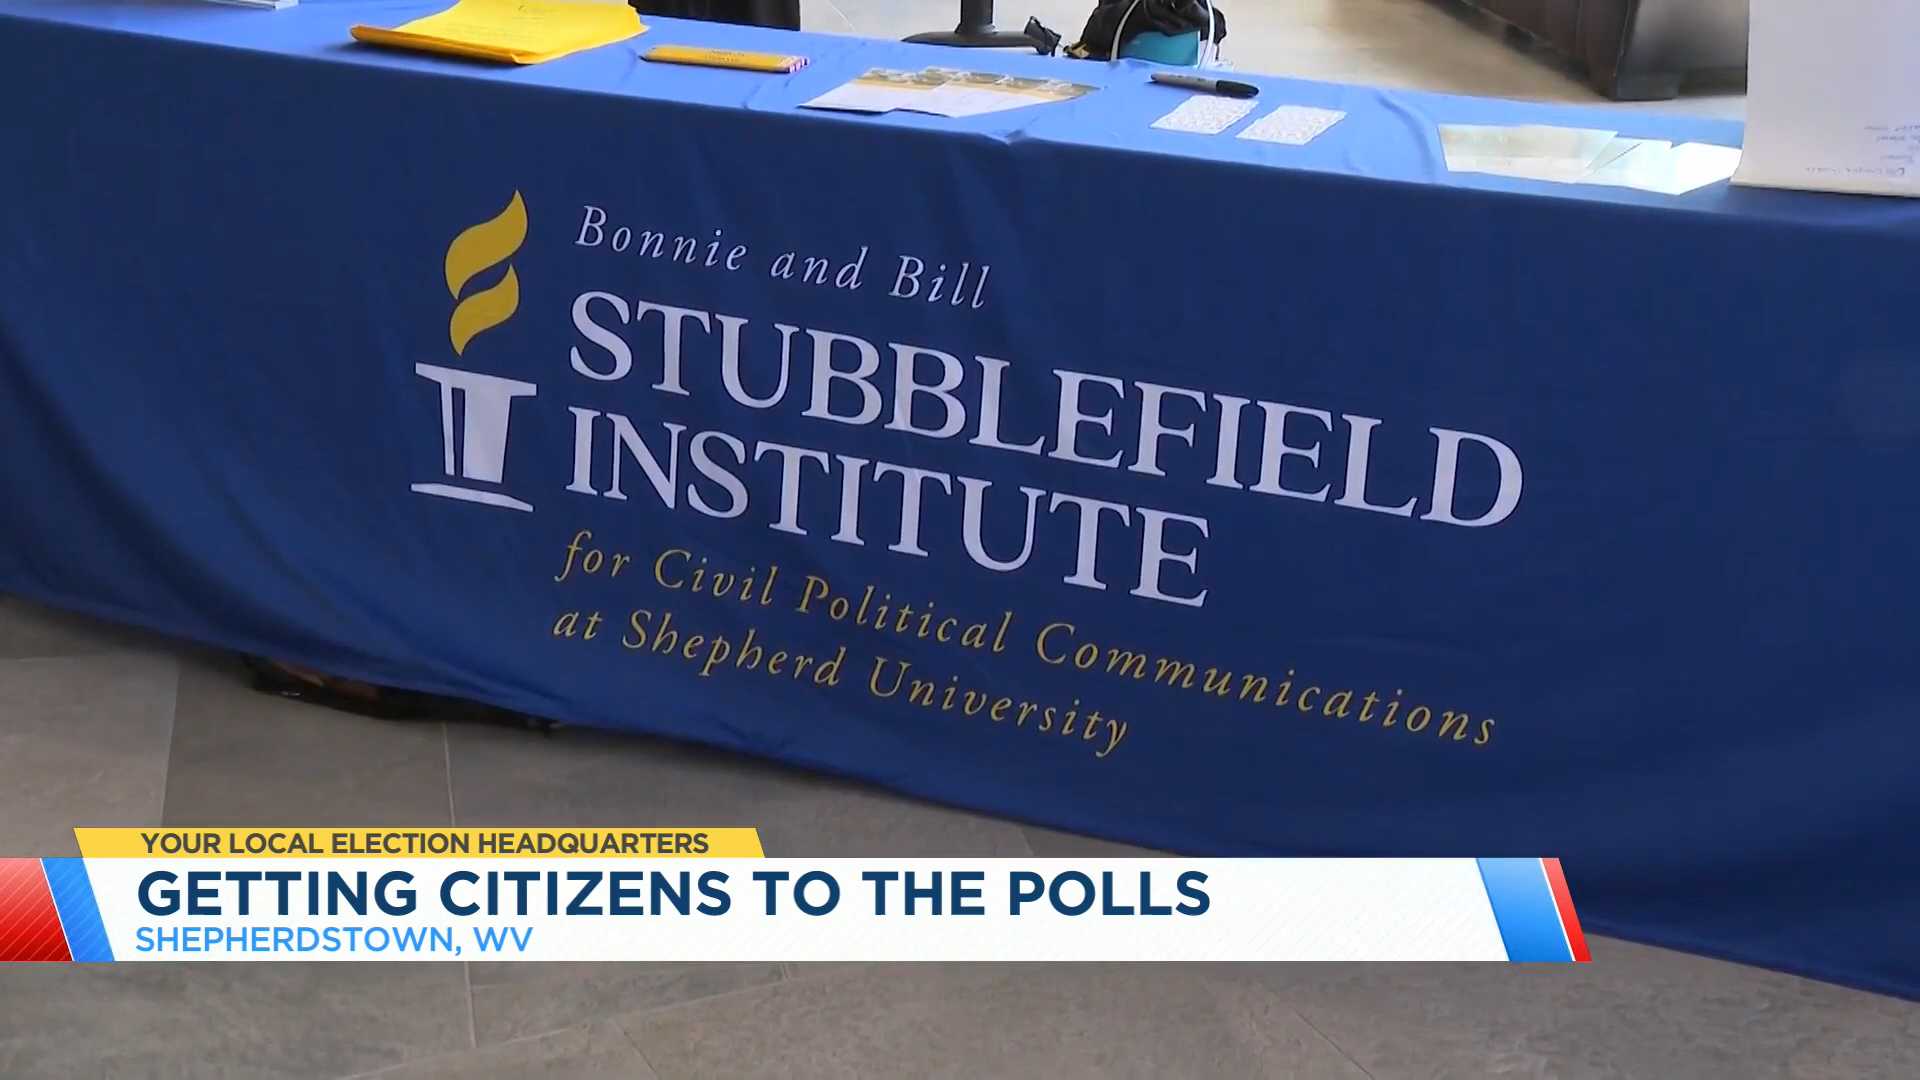 Bonnie and Bill
STUBBLEFIELD
INSTITUTE
for Civil Political Communications
at Shepherd University
YOUR LOCAL ELECTION HEADQUARTERS
GETTING CITIZENS TO THE POLLS
SHEPHERDSTOWN, WV